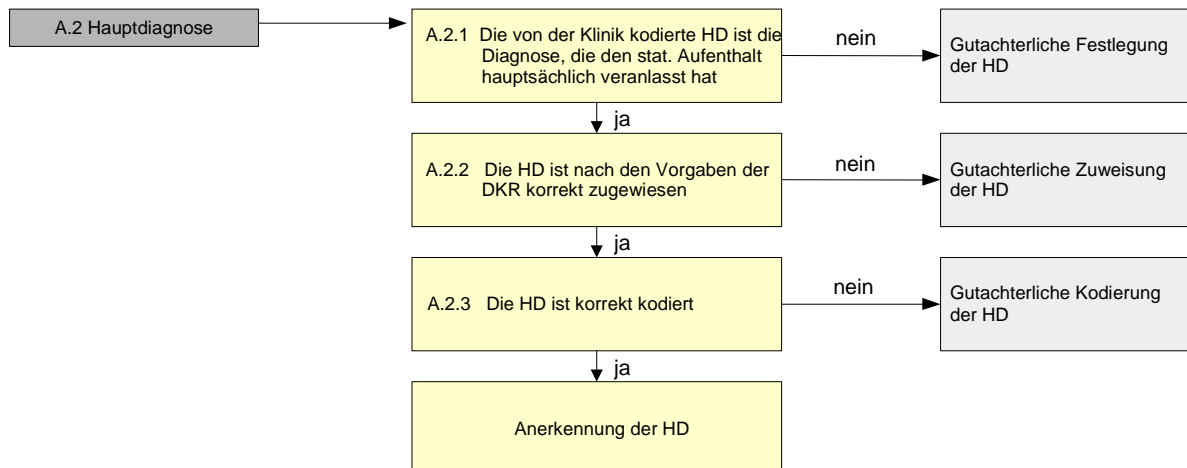 A.2 Hauptdiagnose
A.2.1 Die von der Klinik kodierte HD ist die
Diagnose, die den stat. Aufenthalt
hauptsächlich veranlasst hat
nein
Gutachterliche Festlegung
der HD
ja
A.2.2 Die HD ist nach den Vorgaben der
DKR korrekt zugewiesen
nein
Gutachterliche Zuweisung
der HD
ja
A.2.3 Die HD ist korrekt kodiert
nein
Gutachterliche Kodierung
der HD
ja
Anerkennung der HD